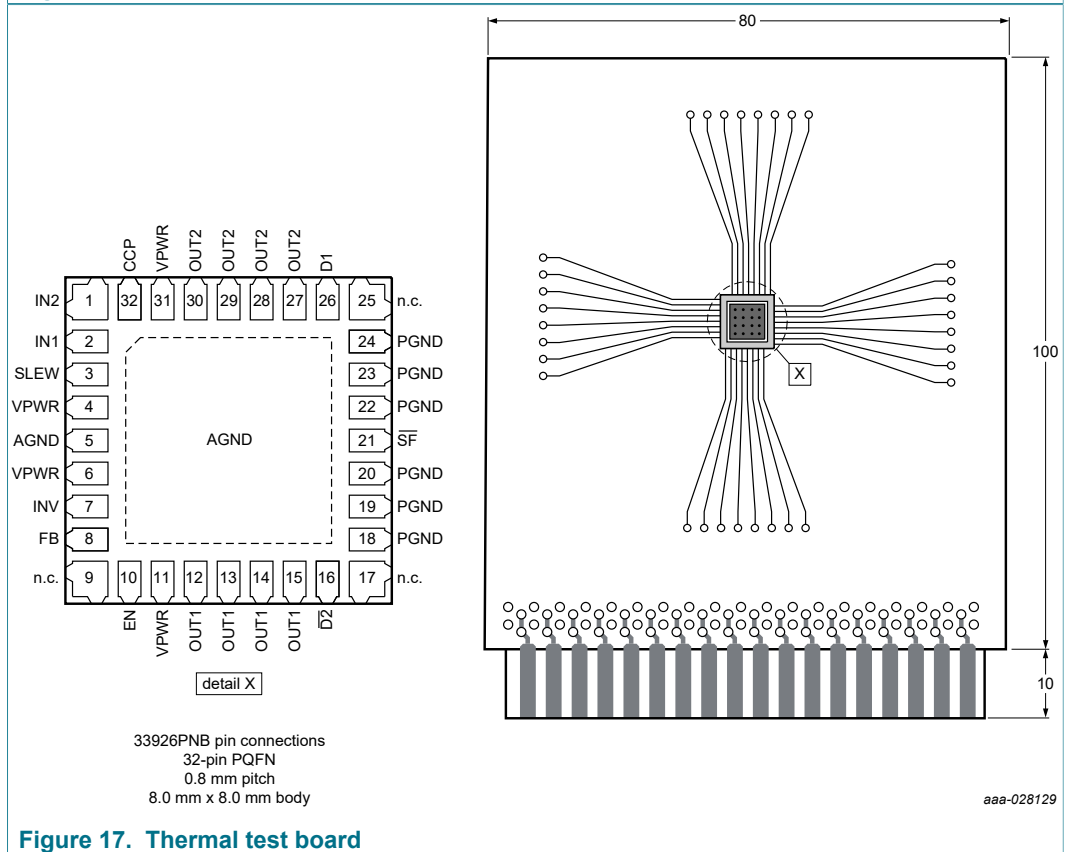 80
100
10
X
CCP
VPWR
OUT2
OUT2
OUT2
OUT2
D1
IN2 1 32 31 30 29 28 27 26 25 n.c.
IN1 2 24 PGND
SLEW 3 23 PGND
VPWR 4 22 PGND
AGND 5 AGND 21 S̅F̅
VPWR 6 20 PGND
INV 7 19 PGND
FB 8 18 PGND
n.c. 9 10 11 12 13 14 15 16 17 n.c.
EN
VPWR
OUT1
OUT1
OUT1
OUT1
D̅2
detail X
33926PNB pin connections
32-pin PQFN
0.8 mm pitch
8.0 mm x 8.0 mm body
aaa-028129
Figure 17. Thermal test board